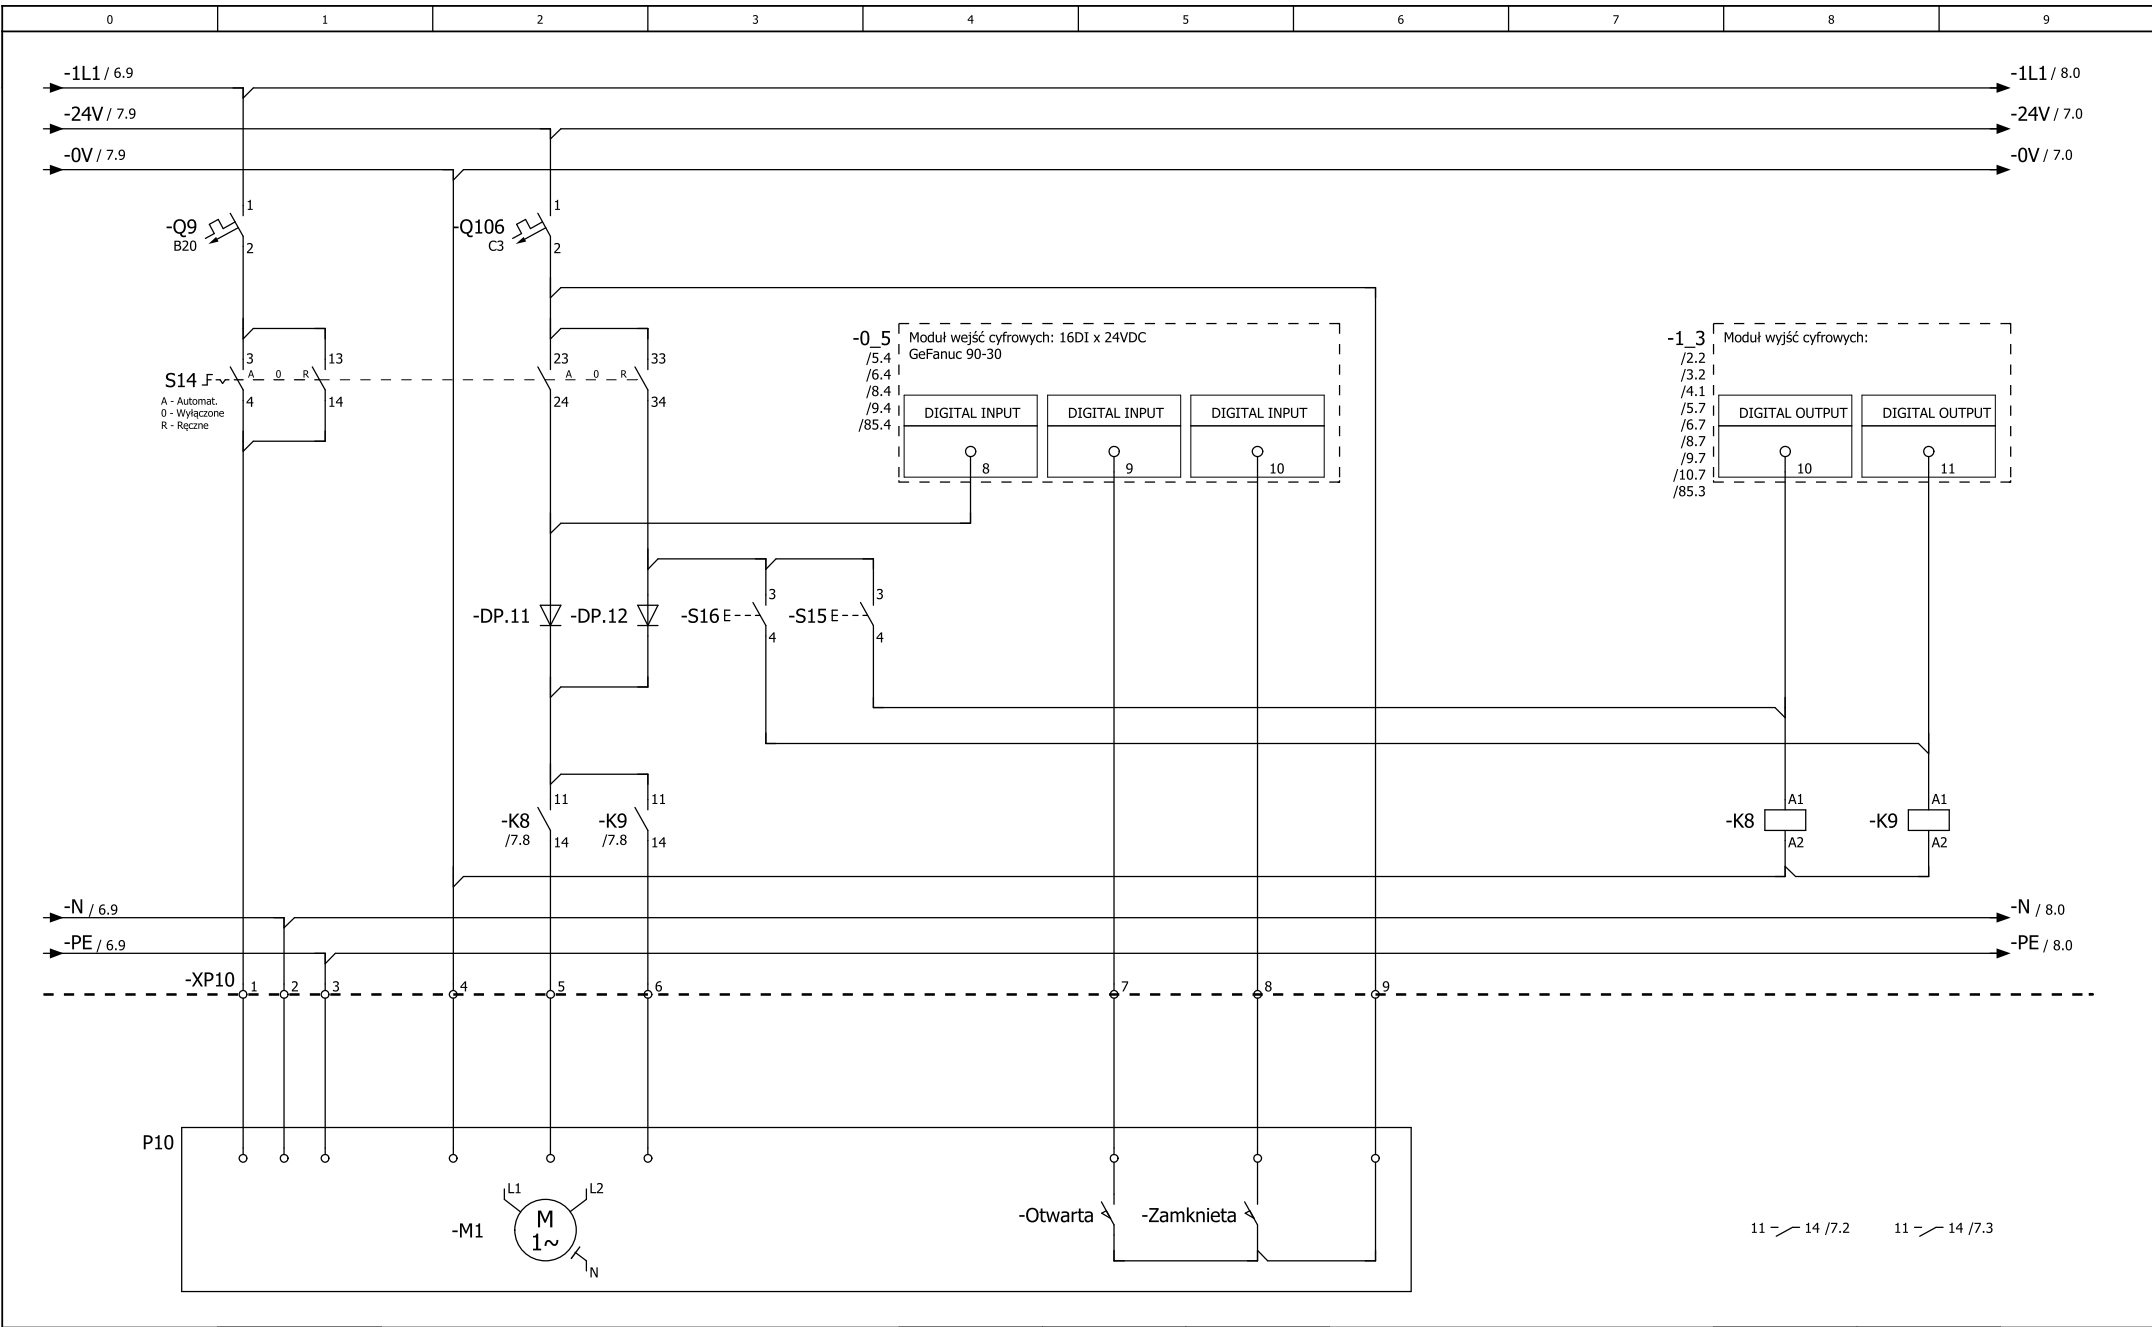 0 1 2 3 4 5 6 7 8 9
-1L1 / 6.9
-1L1 / 8.0
-24V / 7.9
-24V / 7.0
-0V / 7.9
-0V / 7.0
1
-Q9
B20
2
1
-Q106
C3
2
3
13
S14
A 0 R
A - Automat.
0 - Wyłączone
R - Ręczne
4
14
23
33
A 0 R
24
34
-0_5
/5.4
/6.4
/8.4
/9.4
/85.4
Moduł wejść cyfrowych: 16DI x 24VDC
GeFanuc 90-30
DIGITAL INPUT
8
DIGITAL INPUT
9
DIGITAL INPUT
10
-1_3
/2.2
/3.2
/4.1
/5.7
/6.7
/8.7
/9.7
/10.7
/85.3
Moduł wyjść cyfrowych:
DIGITAL OUTPUT
10
DIGITAL OUTPUT
11
-DP.11
-DP.12
3
-S16
4
3
-S15
4
11
-K8
/7.8
14
11
-K9
/7.8
14
A1
-K8
A2
A1
-K9
A2
-N / 6.9
-N / 8.0
-PE / 6.9
-PE / 8.0
-XP10
1 2 3 4 5 6 7 8 9
P10
L1
L2
-M1
M
1~
N
-Otwarta
-Zamknieta
11 14 /7.2
11 14 /7.3